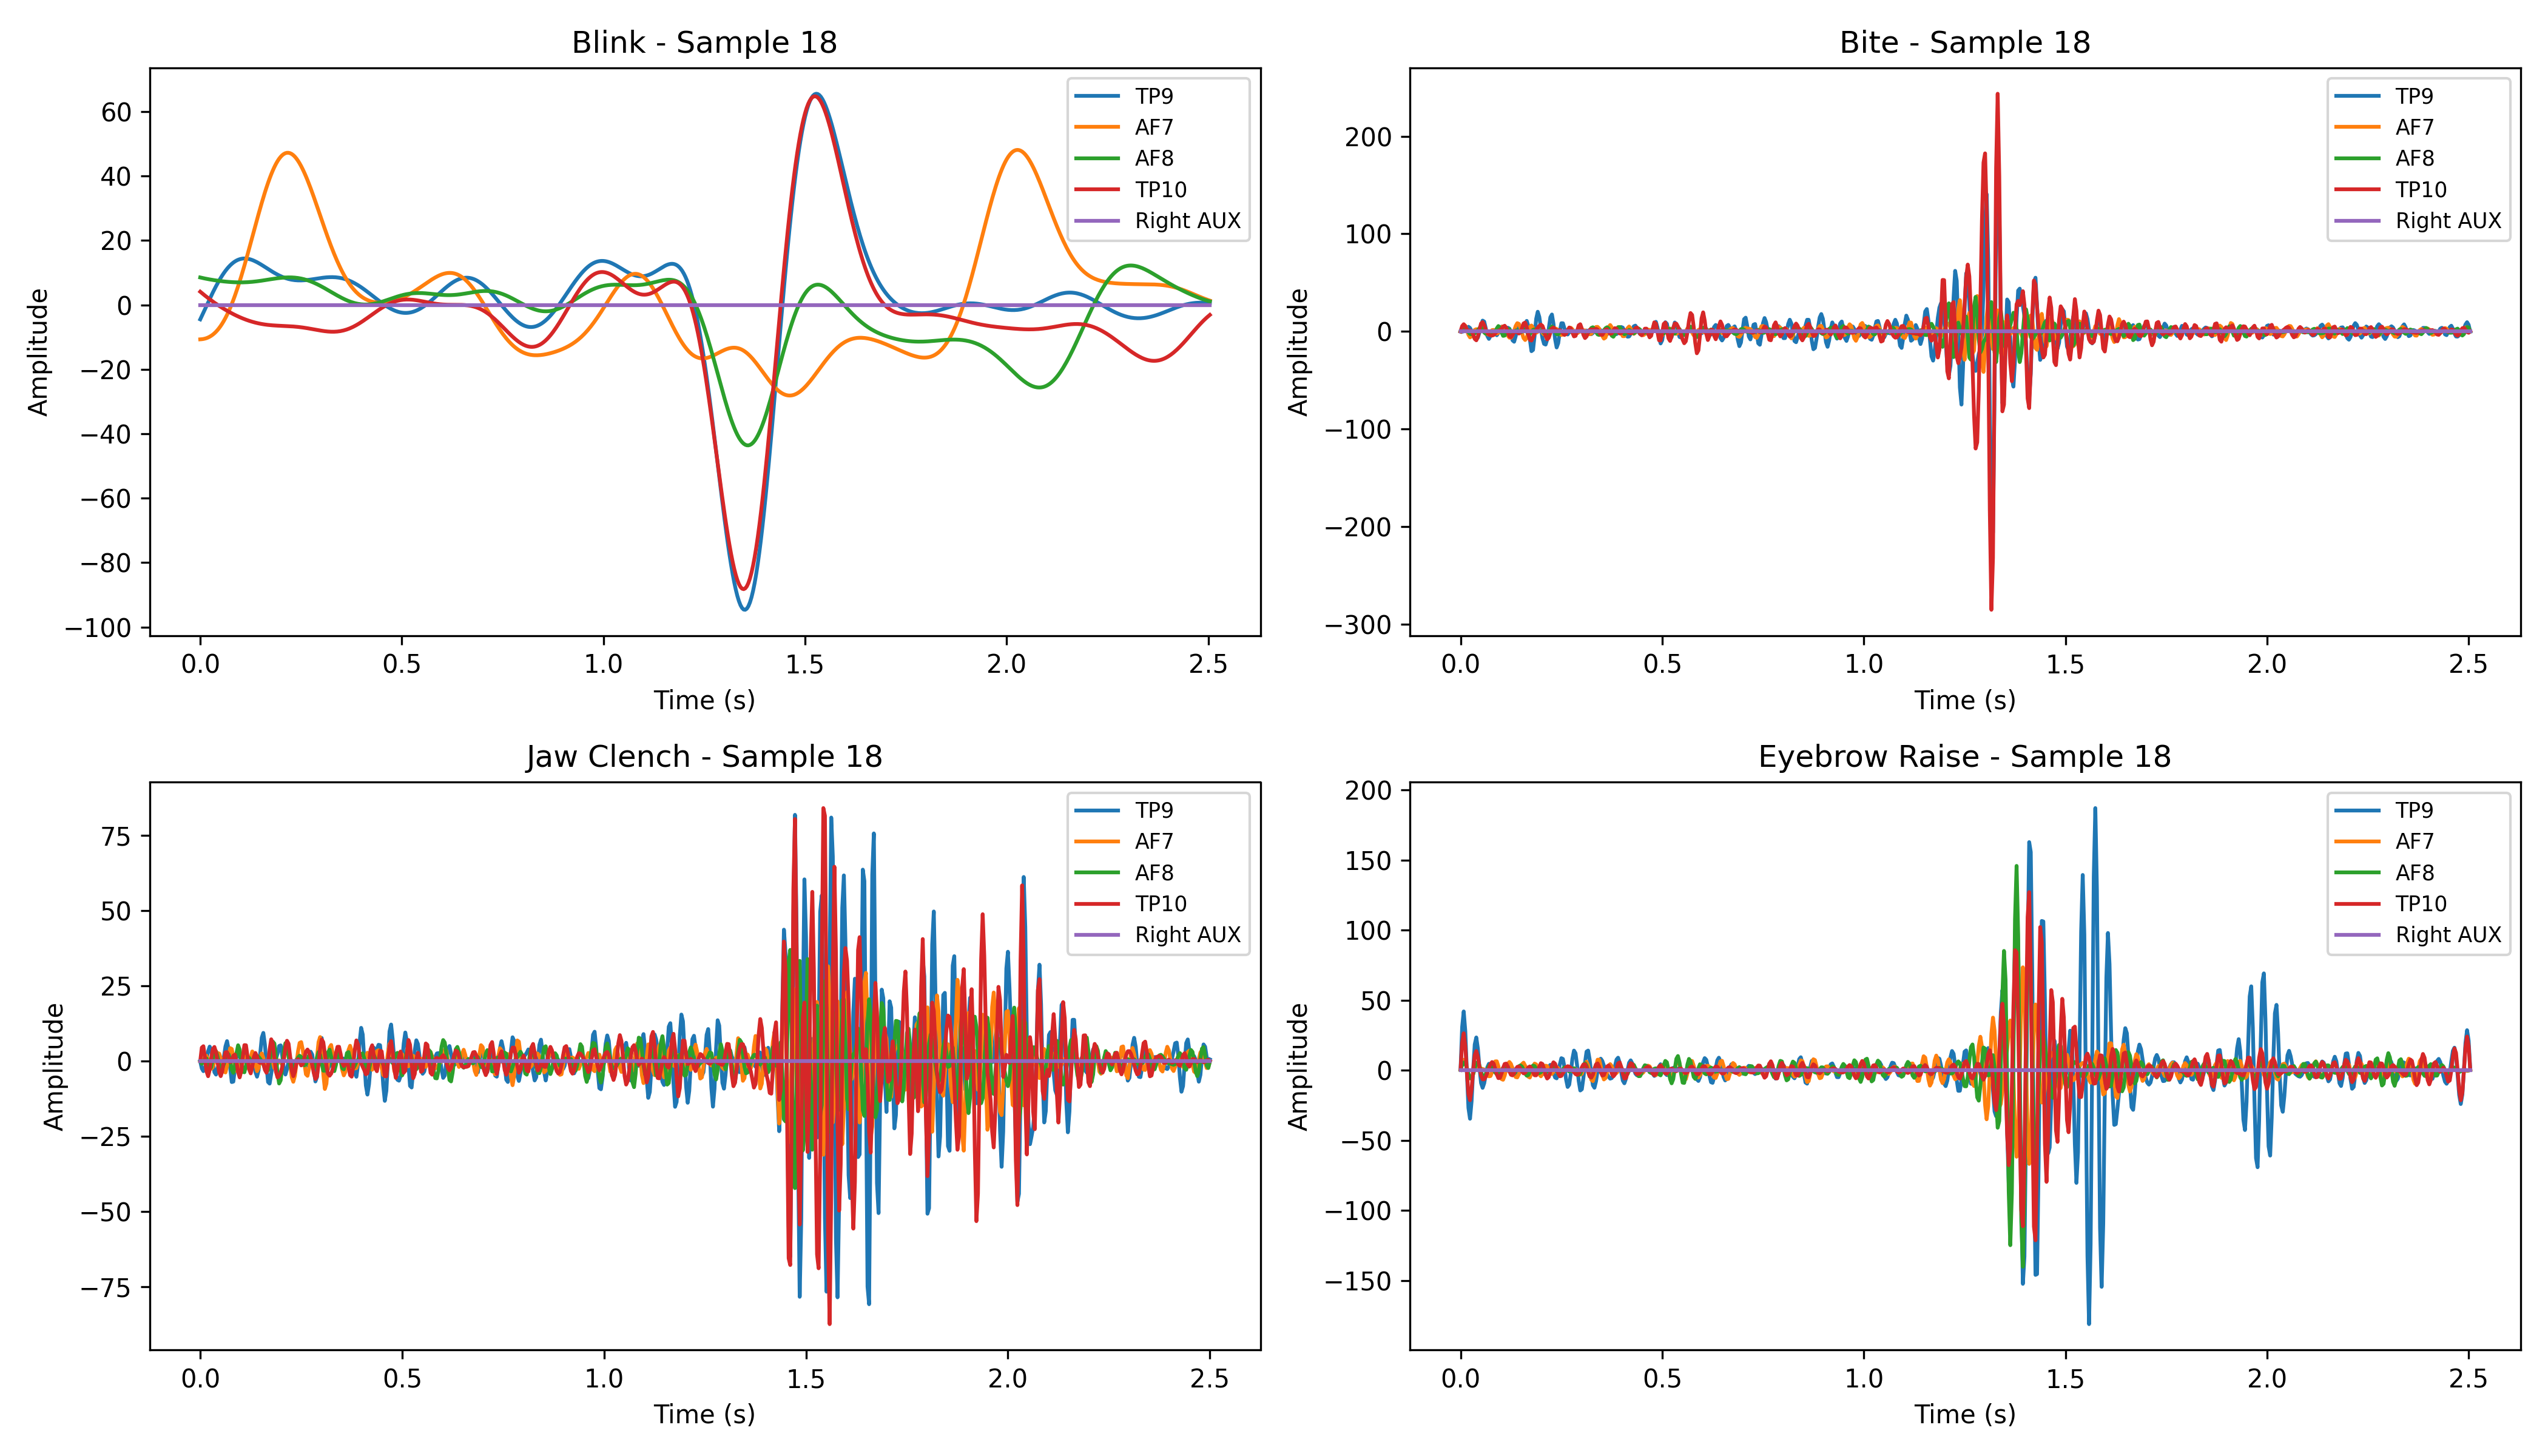 Blink - Sample 18
Amplitude
60
40
20
0
−20
−40
−60
−80
−100
0.0 0.5 1.0 1.5 2.0 2.5
Time (s)
TP9
AF7
AF8
TP10
Right AUX
Bite - Sample 18
Amplitude
200
100
0
−100
−200
−300
0.0 0.5 1.0 1.5 2.0 2.5
Time (s)
TP9
AF7
AF8
TP10
Right AUX
Jaw Clench - Sample 18
Amplitude
75
50
25
0
−25
−50
−75
0.0 0.5 1.0 1.5 2.0 2.5
Time (s)
TP9
AF7
AF8
TP10
Right AUX
Eyebrow Raise - Sample 18
Amplitude
200
150
100
50
0
−50
−100
−150
0.0 0.5 1.0 1.5 2.0 2.5
Time (s)
TP9
AF7
AF8
TP10
Right AUX